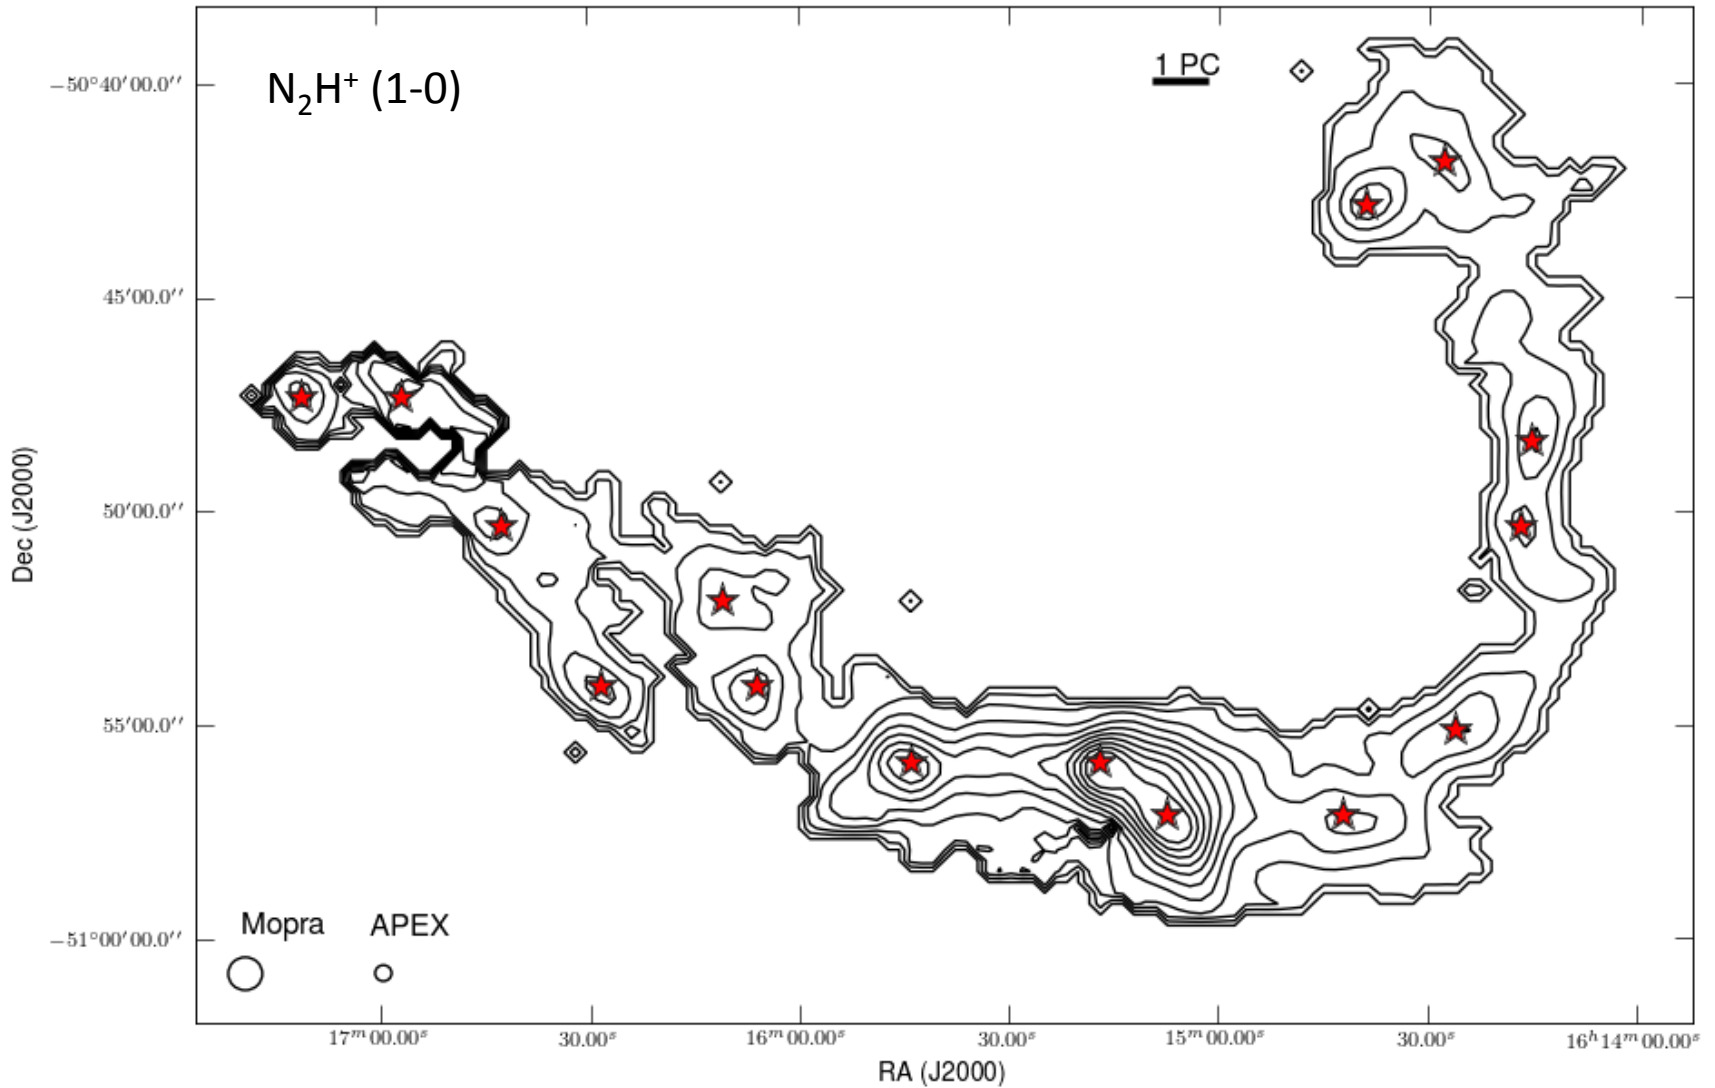 N₂H⁺ (1-0)
1 PC
−50°40′00.0′′
45′00.0′′
50′00.0′′
55′00.0′′
−51°00′00.0′′
Dec (J2000)
Mopra APEX
17ᵐ00.00ˢ 30.00ˢ 16ᵐ00.00ˢ 30.00ˢ 15ᵐ00.00ˢ 30.00ˢ 16ʰ14ᵐ00.00ˢ
RA (J2000)